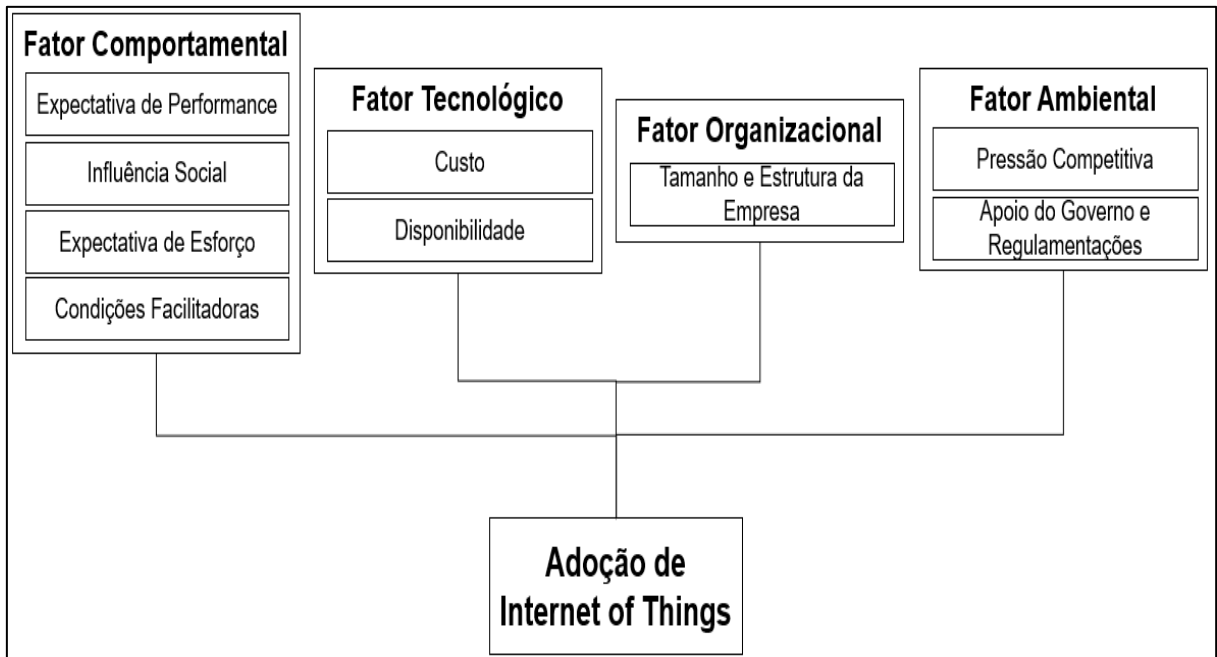 Fator Comportamental
Expectativa de Performance
Influência Social
Expectativa de Esforço
Condições Facilitadoras
Fator Tecnológico
Custo
Disponibilidade
Fator Organizacional
Tamanho e Estrutura da
Empresa
Fator Ambiental
Pressão Competitiva
Apoio do Governo e
Regulamentações
Adoção de
Internet of Things